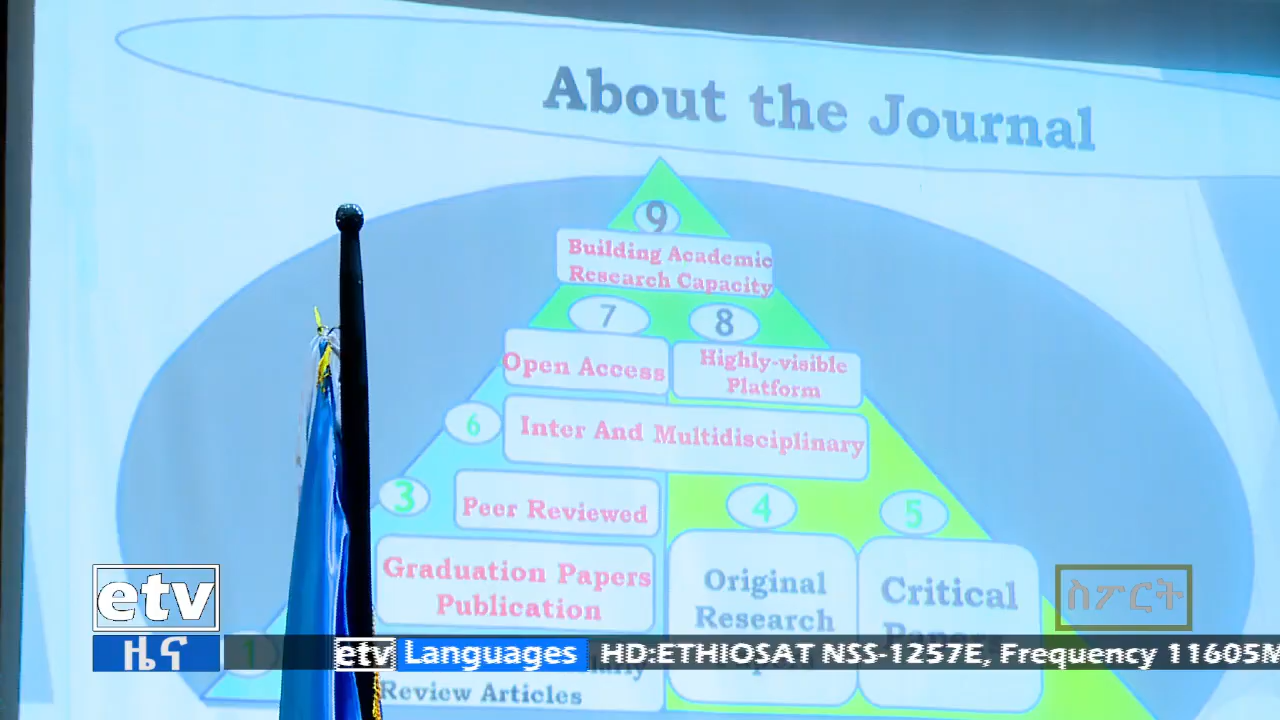 About the Journal
9
Building Academic
Research Capacity
7
8
Open Access
Highly-visible
Platform
6
Inter And Multidisciplinary
3
Peer Reviewed
4
5
Graduation Papers
Publication
Original
Research
Critical
etv
ስፖርት
ዜና
1
etv Languages HD:ETHIOSAT NSS-1257E, Frequency 11605M
Review Articles